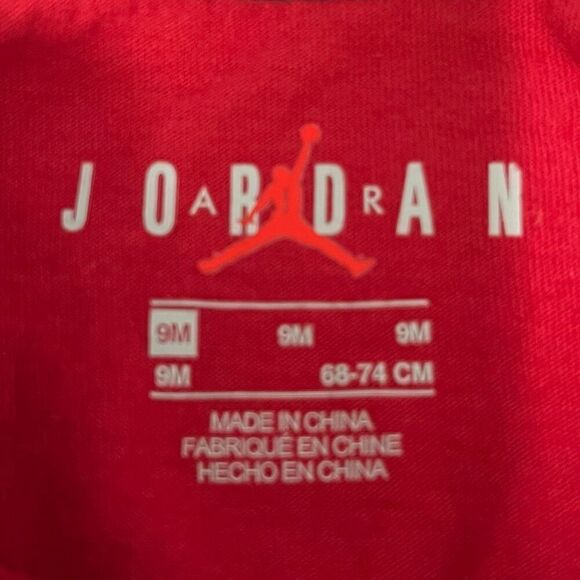 JORDAN
AIR
9M 9M 9M
9M 68-74 CM
MADE IN CHINA
FABRIQUÉ EN CHINE
HECHO EN CHINA